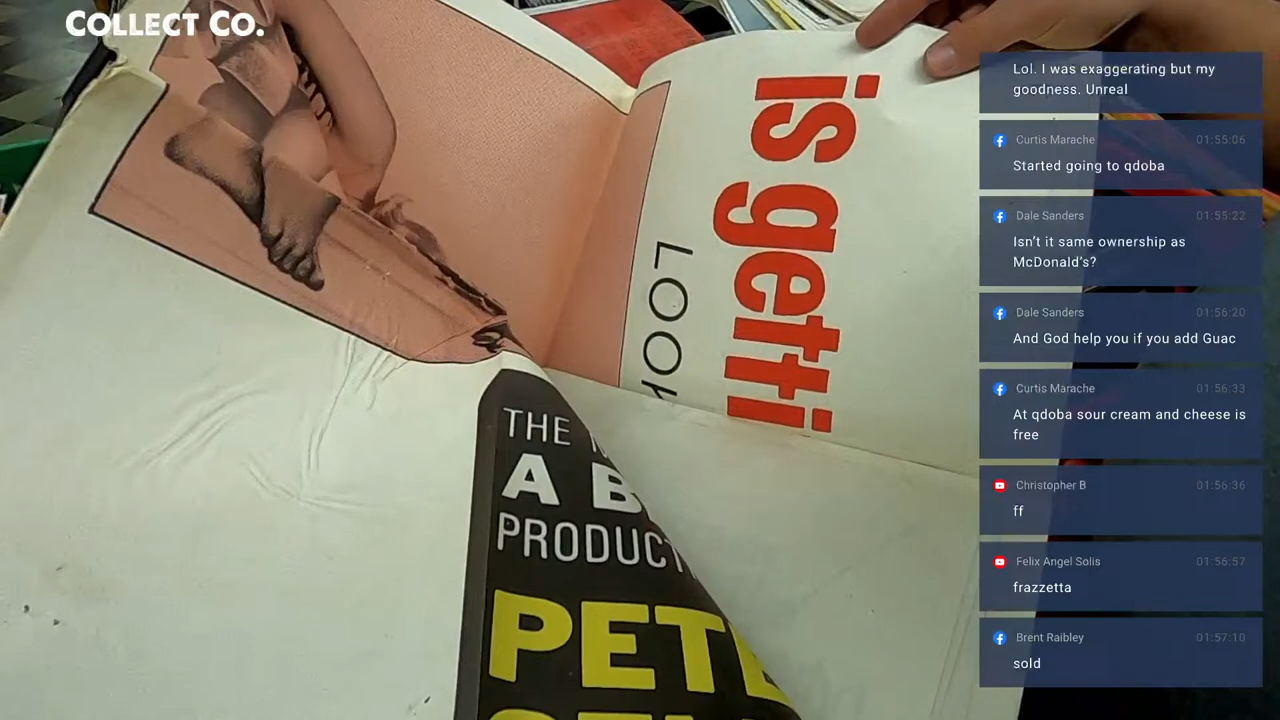 COLLECT CO.
is getti
LOOK
THE
A B
PRODUCT
PETE
Lol. I was exaggerating but my
goodness. Unreal
Curtis Marache 01:55:06
Started going to qdoba
Dale Sanders 01:55:22
Isn't it same ownership as
McDonald's?
Dale Sanders 01:56:20
And God help you if you add Guac
Curtis Marache 01:56:33
At qdoba sour cream and cheese is
free
Christopher B 01:56:36
ff
Felix Angel Solis 01:56:57
frazzetta
Brent Raibley 01:57:10
sold